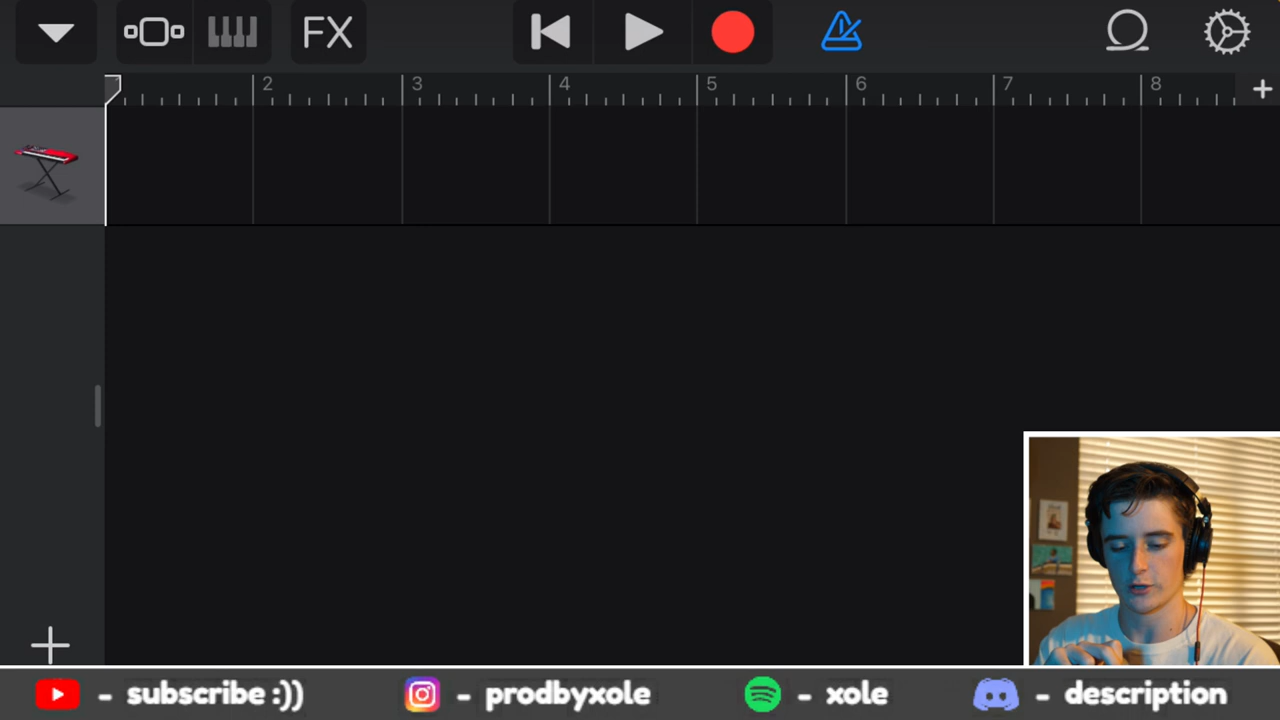 FX
2 3 4 5 6 7 8 +
- subscribe :)) - prodbyxole - xole - description